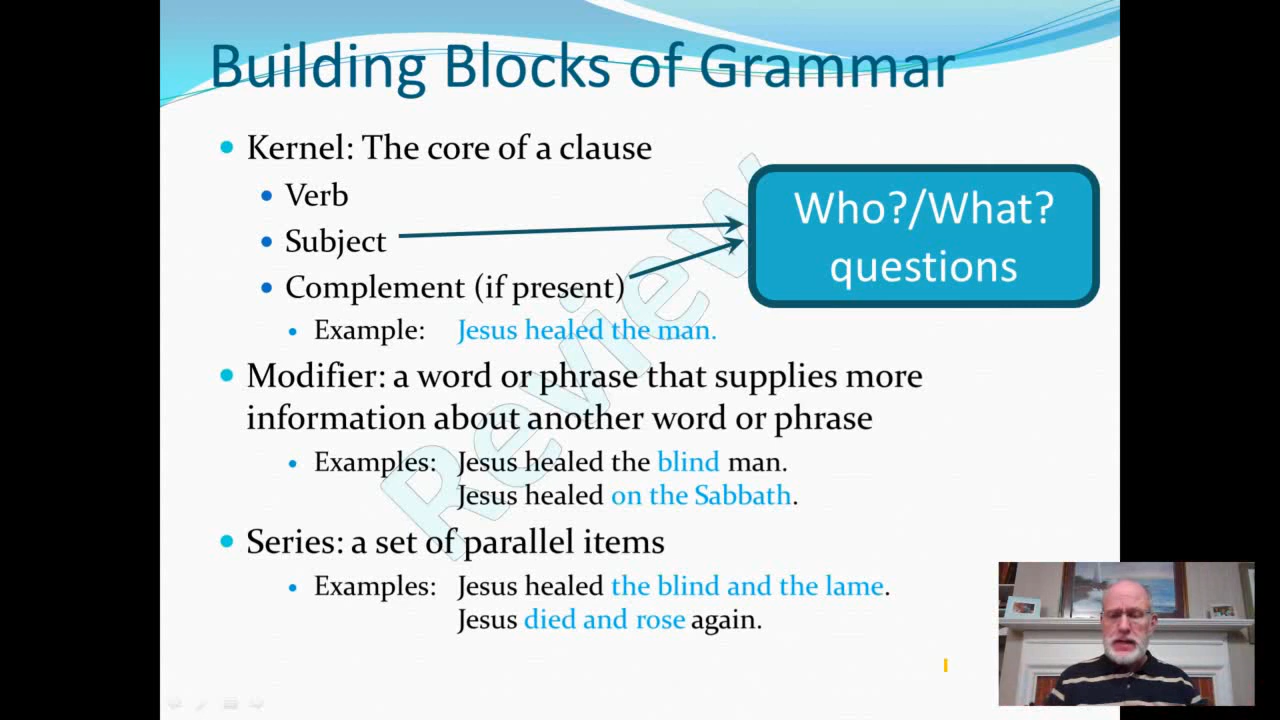 Building Blocks of Grammar
Kernel: The core of a clause
Verb
Subject
Complement (if present)
Example: Jesus healed the man.
Who?/What?
questions
Modifier: a word or phrase that supplies more
information about another word or phrase
Examples: Jesus healed the blind man.
Jesus healed on the Sabbath.
Series: a set of parallel items
Examples: Jesus healed the blind and the lame.
Jesus died and rose again.
Review